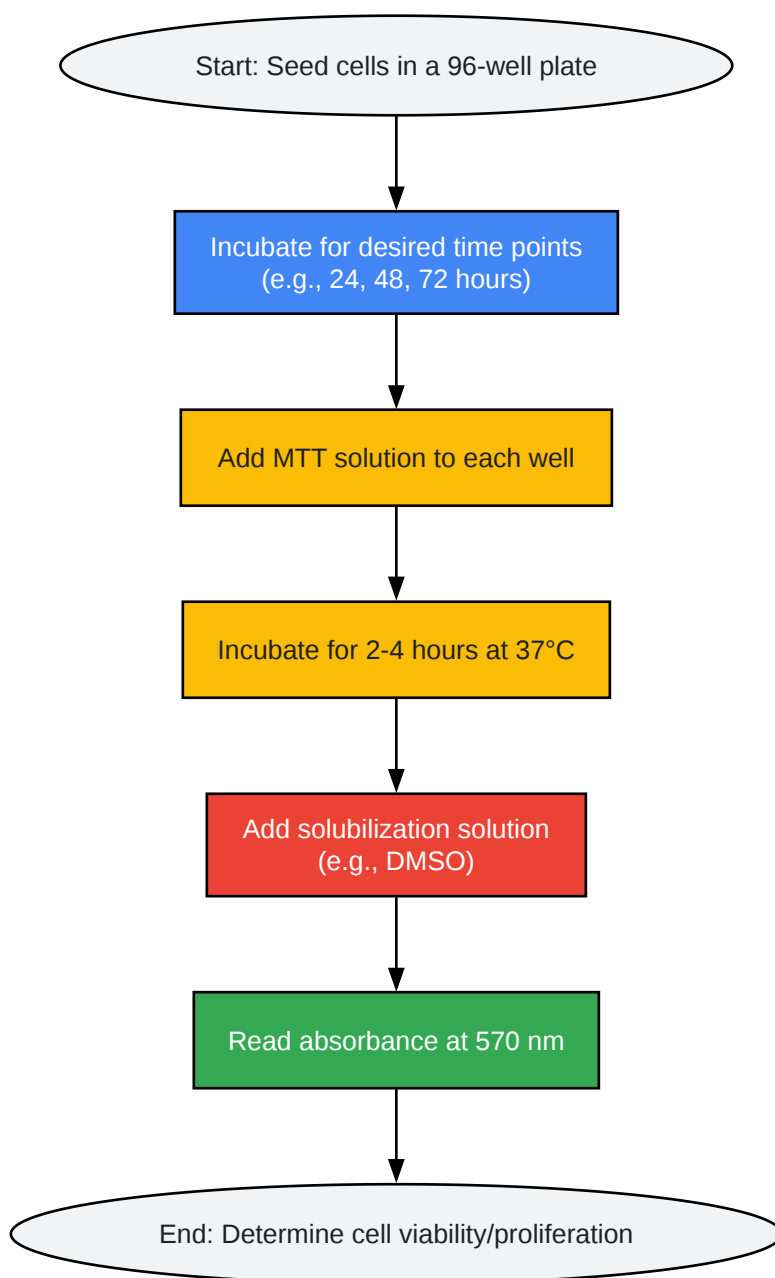 Start: Seed cells in a 96-well plate
Incubate for desired time points
(e.g., 24, 48, 72 hours)
Add MTT solution to each well
Incubate for 2-4 hours at 37°C
Add solubilization solution
(e.g., DMSO)
Read absorbance at 570 nm
End: Determine cell viability/proliferation